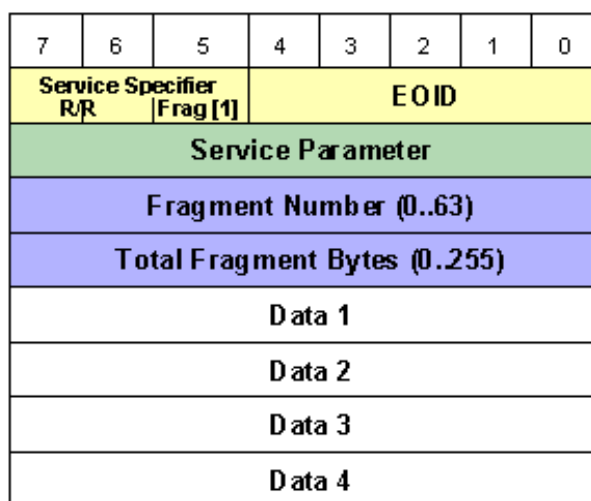 7 6 5 4 3 2 1 0
Service Specifier
R/R Frag [1]
EOID
Service Parameter
Fragment Number (0..63)
Total Fragment Bytes (0..255)
Data 1
Data 2
Data 3
Data 4